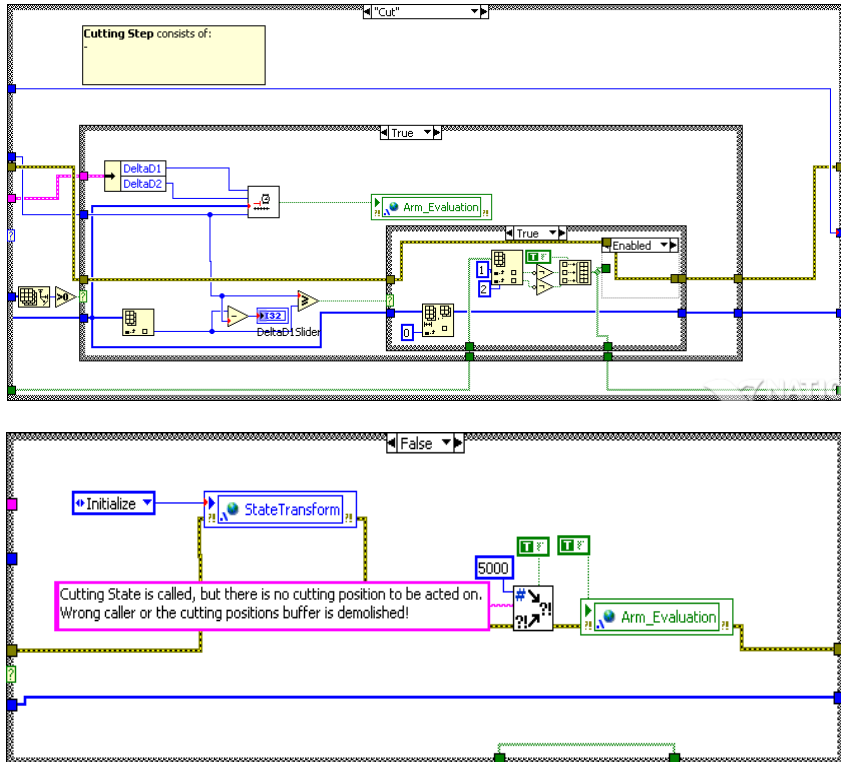 "Cut"
Cutting Step consists of:
-
True
DeltaD1
DeltaD2
Arm_Evaluation
True
Enabled
T
1
2
>0
I32
DeltaD1Slider
0
False
Initialize
StateTransform
T
T
5000
Cutting State is called, but there is no cutting position to be acted on.
Wrong caller or the cutting positions buffer is demolished!
Arm_Evaluation